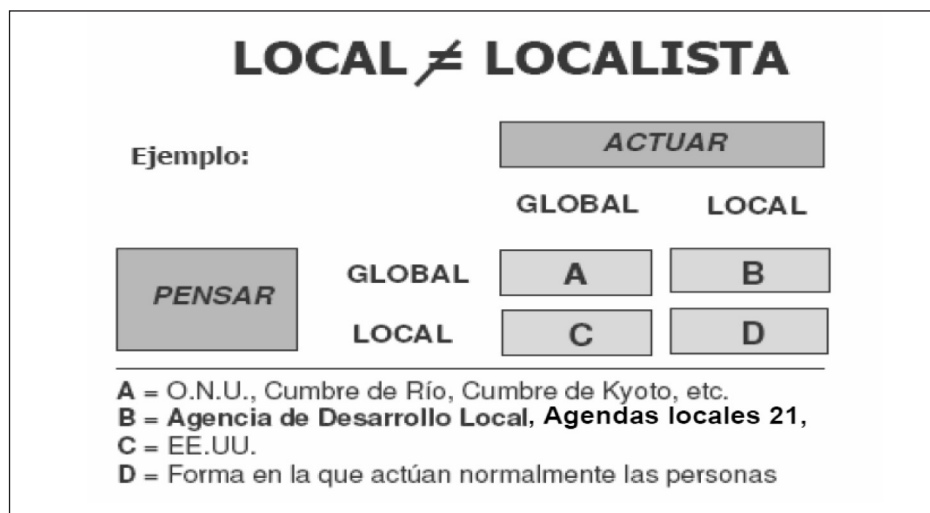 LOCAL ≠ LOCALISTA
Ejemplo:
ACTUAR
GLOBAL LOCAL
PENSAR
GLOBAL A B
LOCAL C D
A = O.N.U., Cumbre de Río, Cumbre de Kyoto, etc.
B = Agencia de Desarrollo Local, Agendas locales 21,
C = EE.UU.
D = Forma en la que actúan normalmente las personas